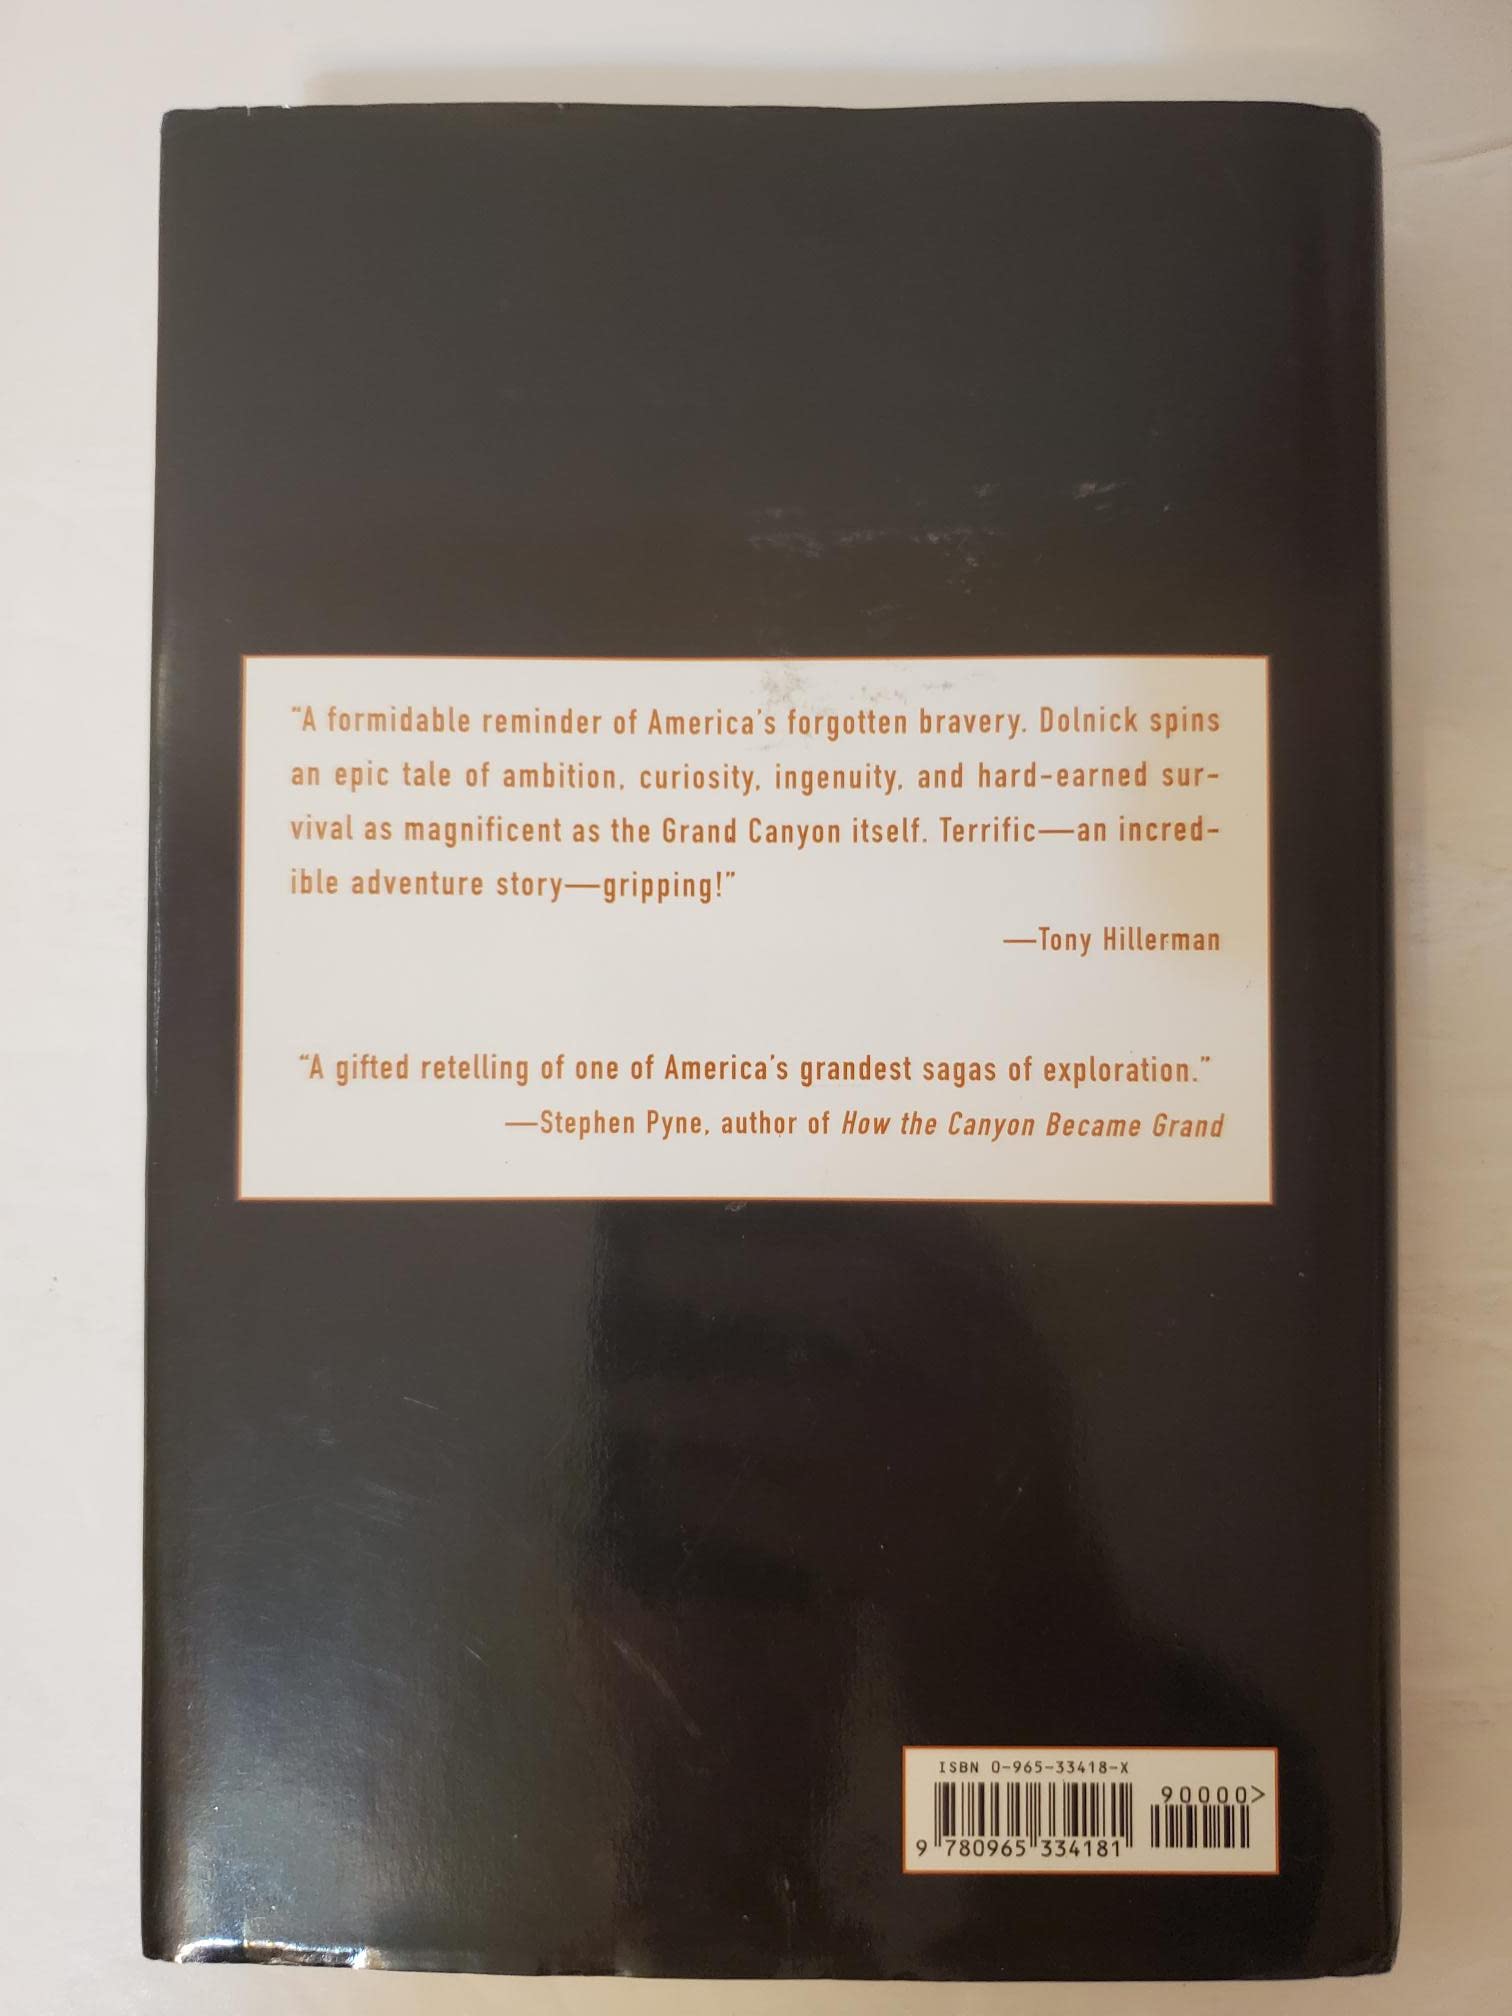 “A formidable reminder of America's forgotten bravery. Dolnick spins
an epic tale of ambition, curiosity, ingenuity, and hard-earned sur-
vival as magnificent as the Grand Canyon itself. Terrific—an incred-
ible adventure story—gripping!”
—Tony Hillerman
“A gifted retelling of one of America's grandest sagas of exploration.”
—Stephen Pyne, author of How the Canyon Became Grand
ISBN 0-965-33418-X
90000>
9 780965 334181